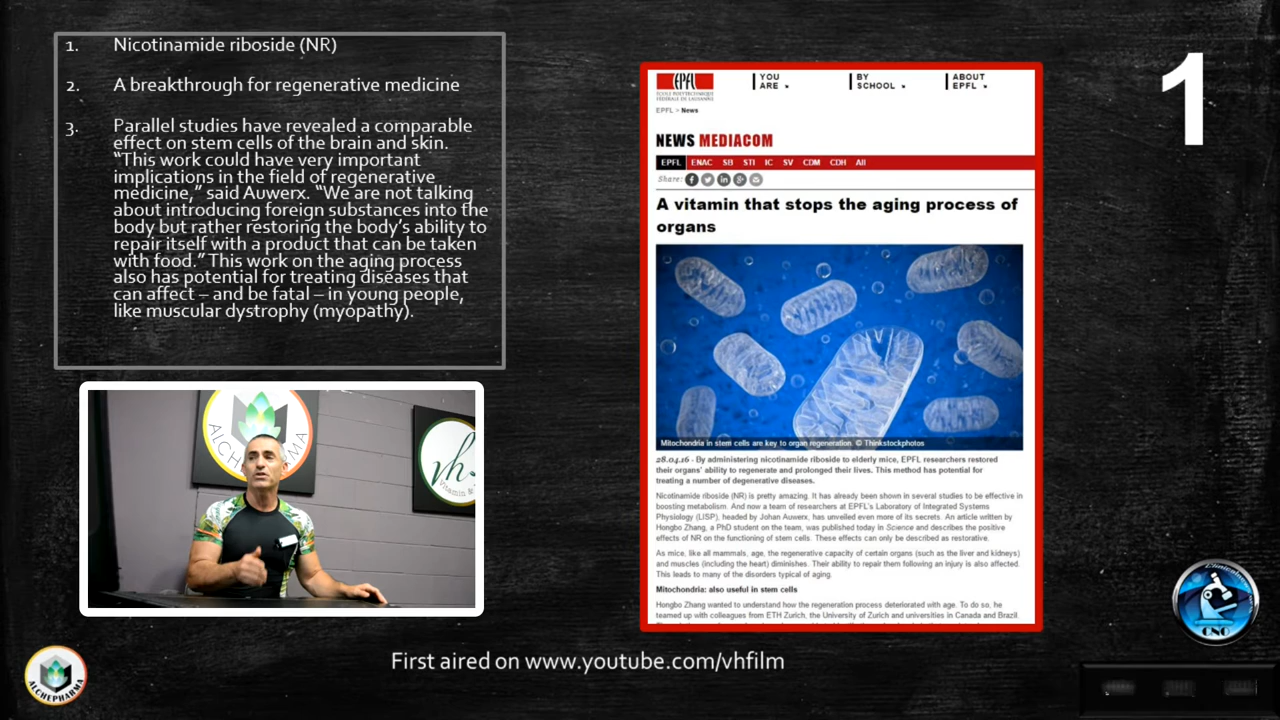 1. Nicotinamide riboside (NR)
2. A breakthrough for regenerative medicine
3. Parallel studies have revealed a comparable
effect on stem cells of the brain and skin.
“This work could have very important
implications in the field of regenerative
medicine,” said Auwerx. “We are not talking
about introducing foreign substances into the
body but rather restoring the body’s ability to
repair itself with a product that can be taken
with food.” This work on the aging process
also has potential for treating diseases that
can affect – and be fatal – in young people,
like muscular dystrophy (myopathy).
1
EPFL
ÉCOLE POLYTECHNIQUE
FÉDÉRALE DE LAUSANNE
YOU
ARE
BY
SCHOOL
ABOUT
EPFL
EPFL > News
NEWS MEDIACOM
EPFL ENAC SB STI IC SV CDM CDH All
Share:
A vitamin that stops the aging process of
organs
Mitochondria in stem cells are key to organ regeneration. © Thinkstockphotos
28.04.16 - By administering nicotinamide riboside to elderly mice, EPFL researchers restored
their organs' ability to regenerate and prolonged their lives. This method has potential for
treating a number of degenerative diseases.
Nicotinamide riboside (NR) is pretty amazing. It has already been shown in several studies to be effective in
boosting metabolism. And now a team of researchers at EPFL's Laboratory of Integrated Systems
Physiology (LISP), headed by Johan Auwerx, has unveiled even more of its secrets. An article written by
Hongbo Zhang, a PhD student on the team, was published today in Science and describes the positive
effects of NR on the functioning of stem cells. These effects can only be described as restorative.
As mice, like all mammals, age, the regenerative capacity of certain organs (such as the liver and kidneys)
and muscles (including the heart) diminishes. Their ability to repair them following an injury is also affected.
This leads to many of the disorders typical of aging.
Mitochondria: also useful in stem cells
Hongbo Zhang wanted to understand how the regeneration process deteriorated with age. To do so, he
teamed up with colleagues from ETH Zurich, the University of Zurich and universities in Canada and Brazil.
ALCHEPHARMA
vh
Vitamin &
CNO
First aired on www.youtube.com/vhfilm
ALCHEPHARMA